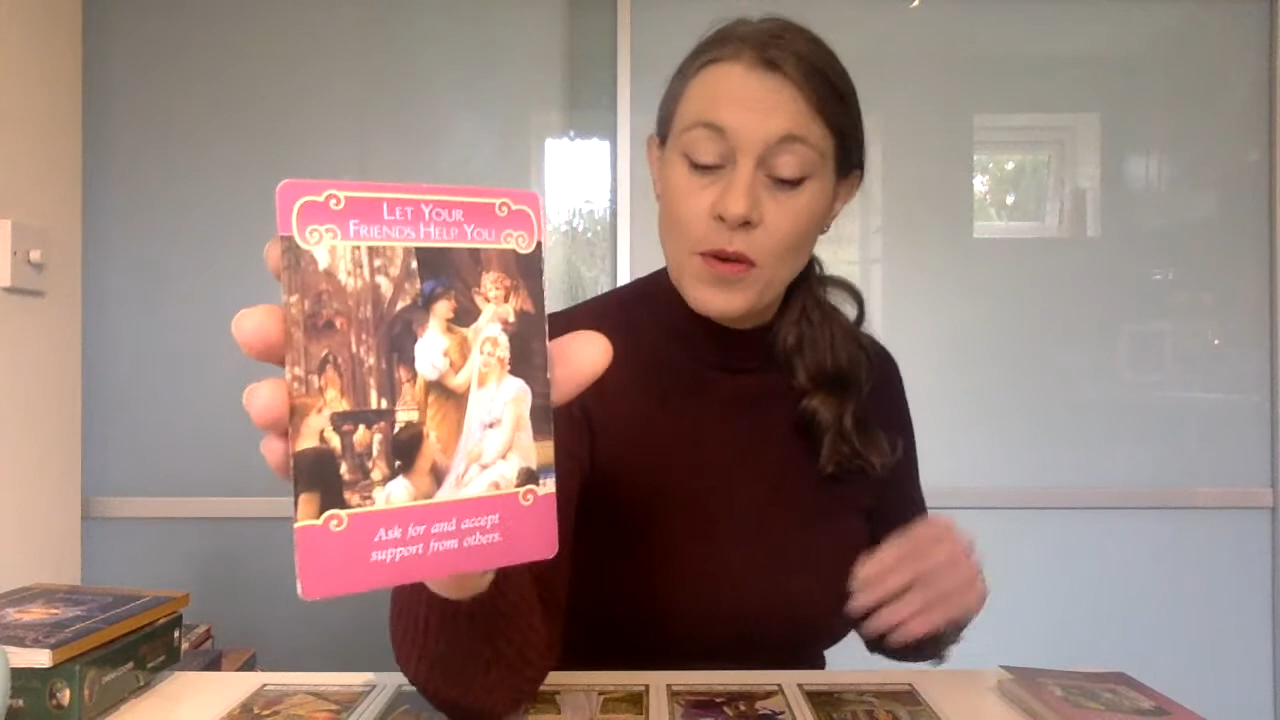 LET YOUR
FRIENDS HELP YOU
Ask for and accept
support from others.